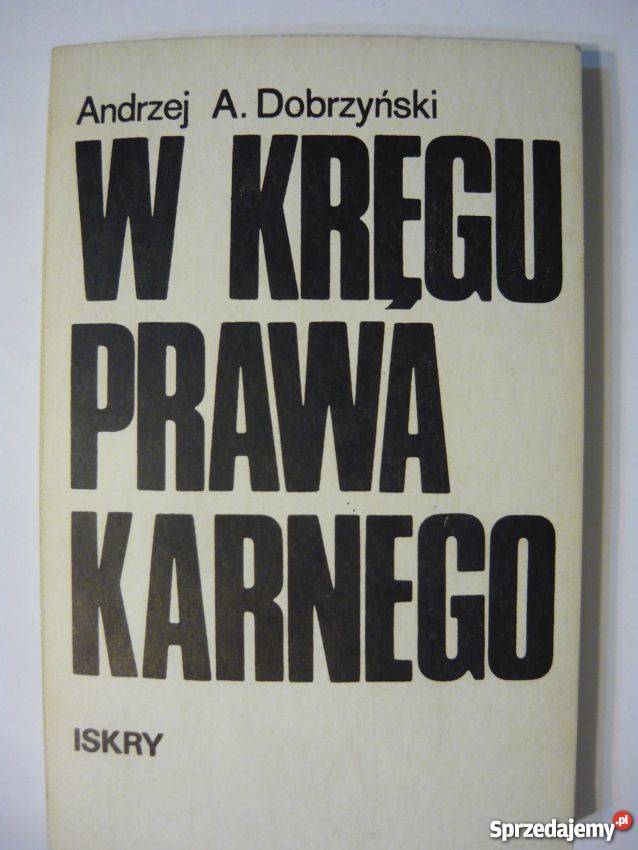 Andrzej A. Dobrzyński
W KRĘGU
PRAWA
KARNEGO
ISKRY
Sprzedajemy.pl